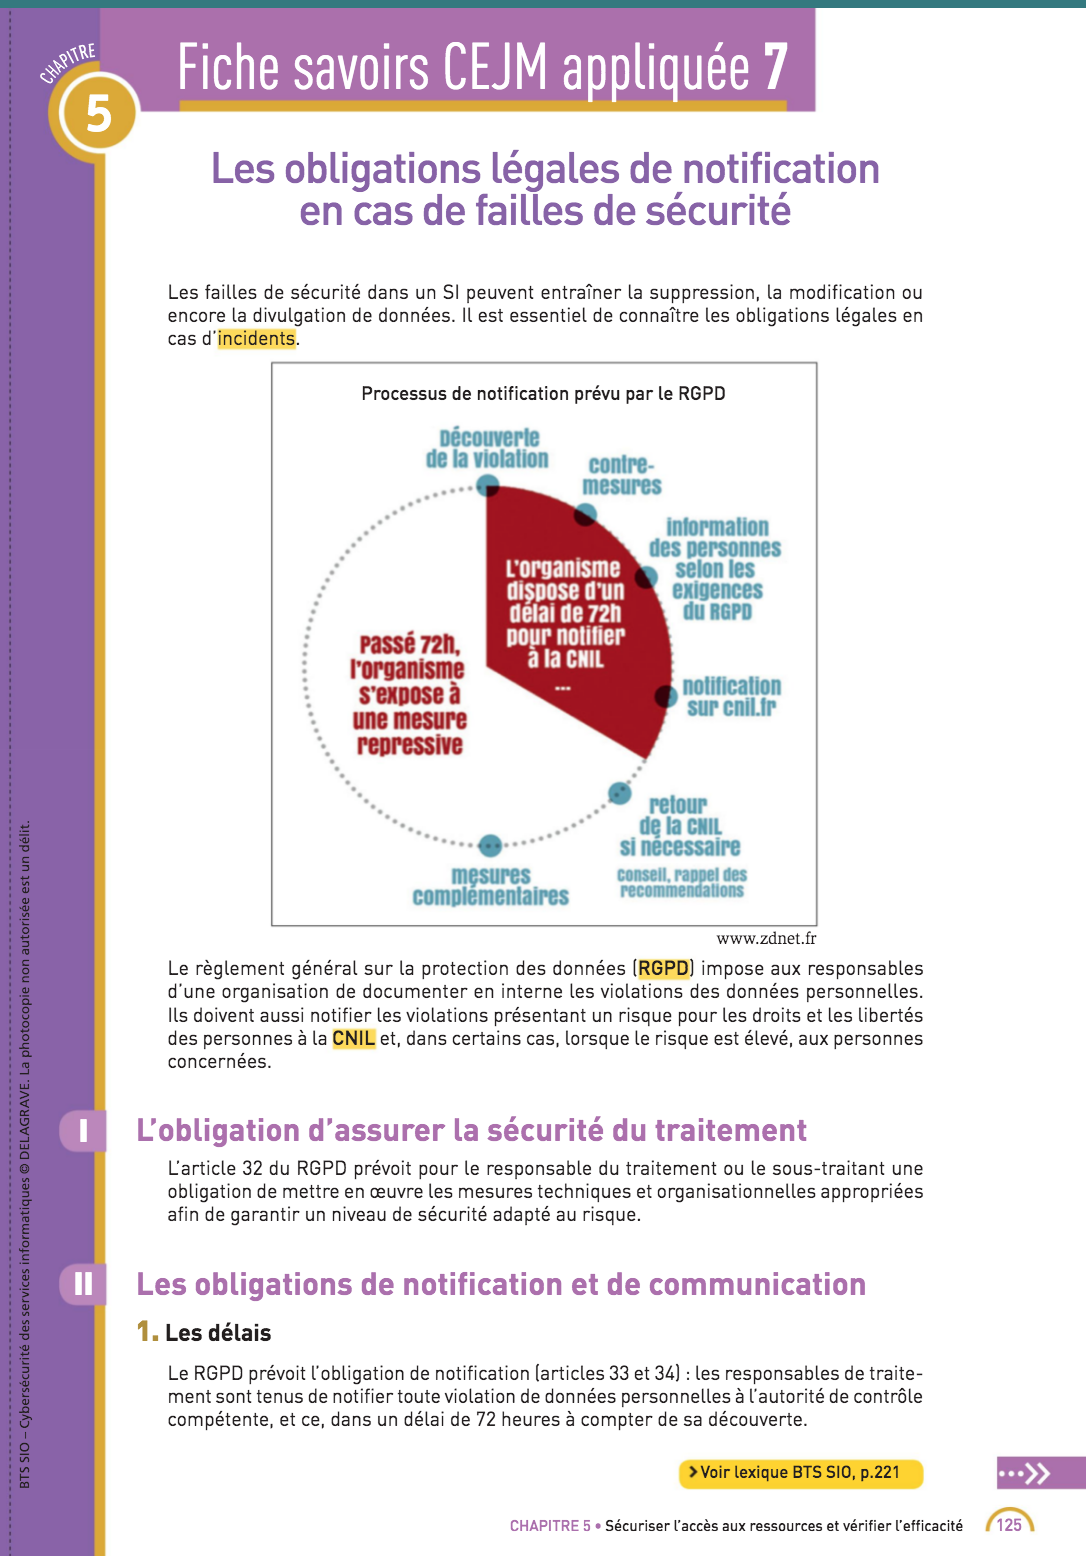 CHAPITRE
5
Fiche savoirs CEJM appliquée 7
Les obligations légales de notification
en cas de failles de sécurité
Les failles de sécurité dans un SI peuvent entraîner la suppression, la modification ou
encore la divulgation de données. Il est essentiel de connaître les obligations légales en
cas d'incidents.
Processus de notification prévu par le RGPD
Découverte
de la violation
contre-
mesures
information
des personnes
selon les
exigences
du RGPD
L'organisme
dispose d'un
délai de 72h
pour notifier
à la CNIL
...
Passé 72h,
l'organisme
s'expose à
une mesure
repressive
notification
sur cnil.fr
retour
de la CNIL
si nécessaire
conseil, rappel des
recommendations
mesures
complémentaires
www.zdnet.fr
Le règlement général sur la protection des données (RGPD) impose aux responsables
d'une organisation de documenter en interne les violations des données personnelles.
Ils doivent aussi notifier les violations présentant un risque pour les droits et les libertés
des personnes à la CNIL et, dans certains cas, lorsque le risque est élevé, aux personnes
concernées.
I L'obligation d'assurer la sécurité du traitement
L'article 32 du RGPD prévoit pour le responsable du traitement ou le sous-traitant une
obligation de mettre en œuvre les mesures techniques et organisationnelles appropriées
afin de garantir un niveau de sécurité adapté au risque.
II Les obligations de notification et de communication
1. Les délais
Le RGPD prévoit l'obligation de notification (articles 33 et 34) : les responsables de traite-
ment sont tenus de notifier toute violation de données personnelles à l'autorité de contrôle
compétente, et ce, dans un délai de 72 heures à compter de sa découverte.
> Voir lexique BTS SIO, p.221
CHAPITRE 5 • Sécuriser l'accès aux ressources et vérifier l'efficacité 125
BTS SIO – Cybersécurité des services informatiques © DELAGRAVE. La photocopie non autorisée est un délit.